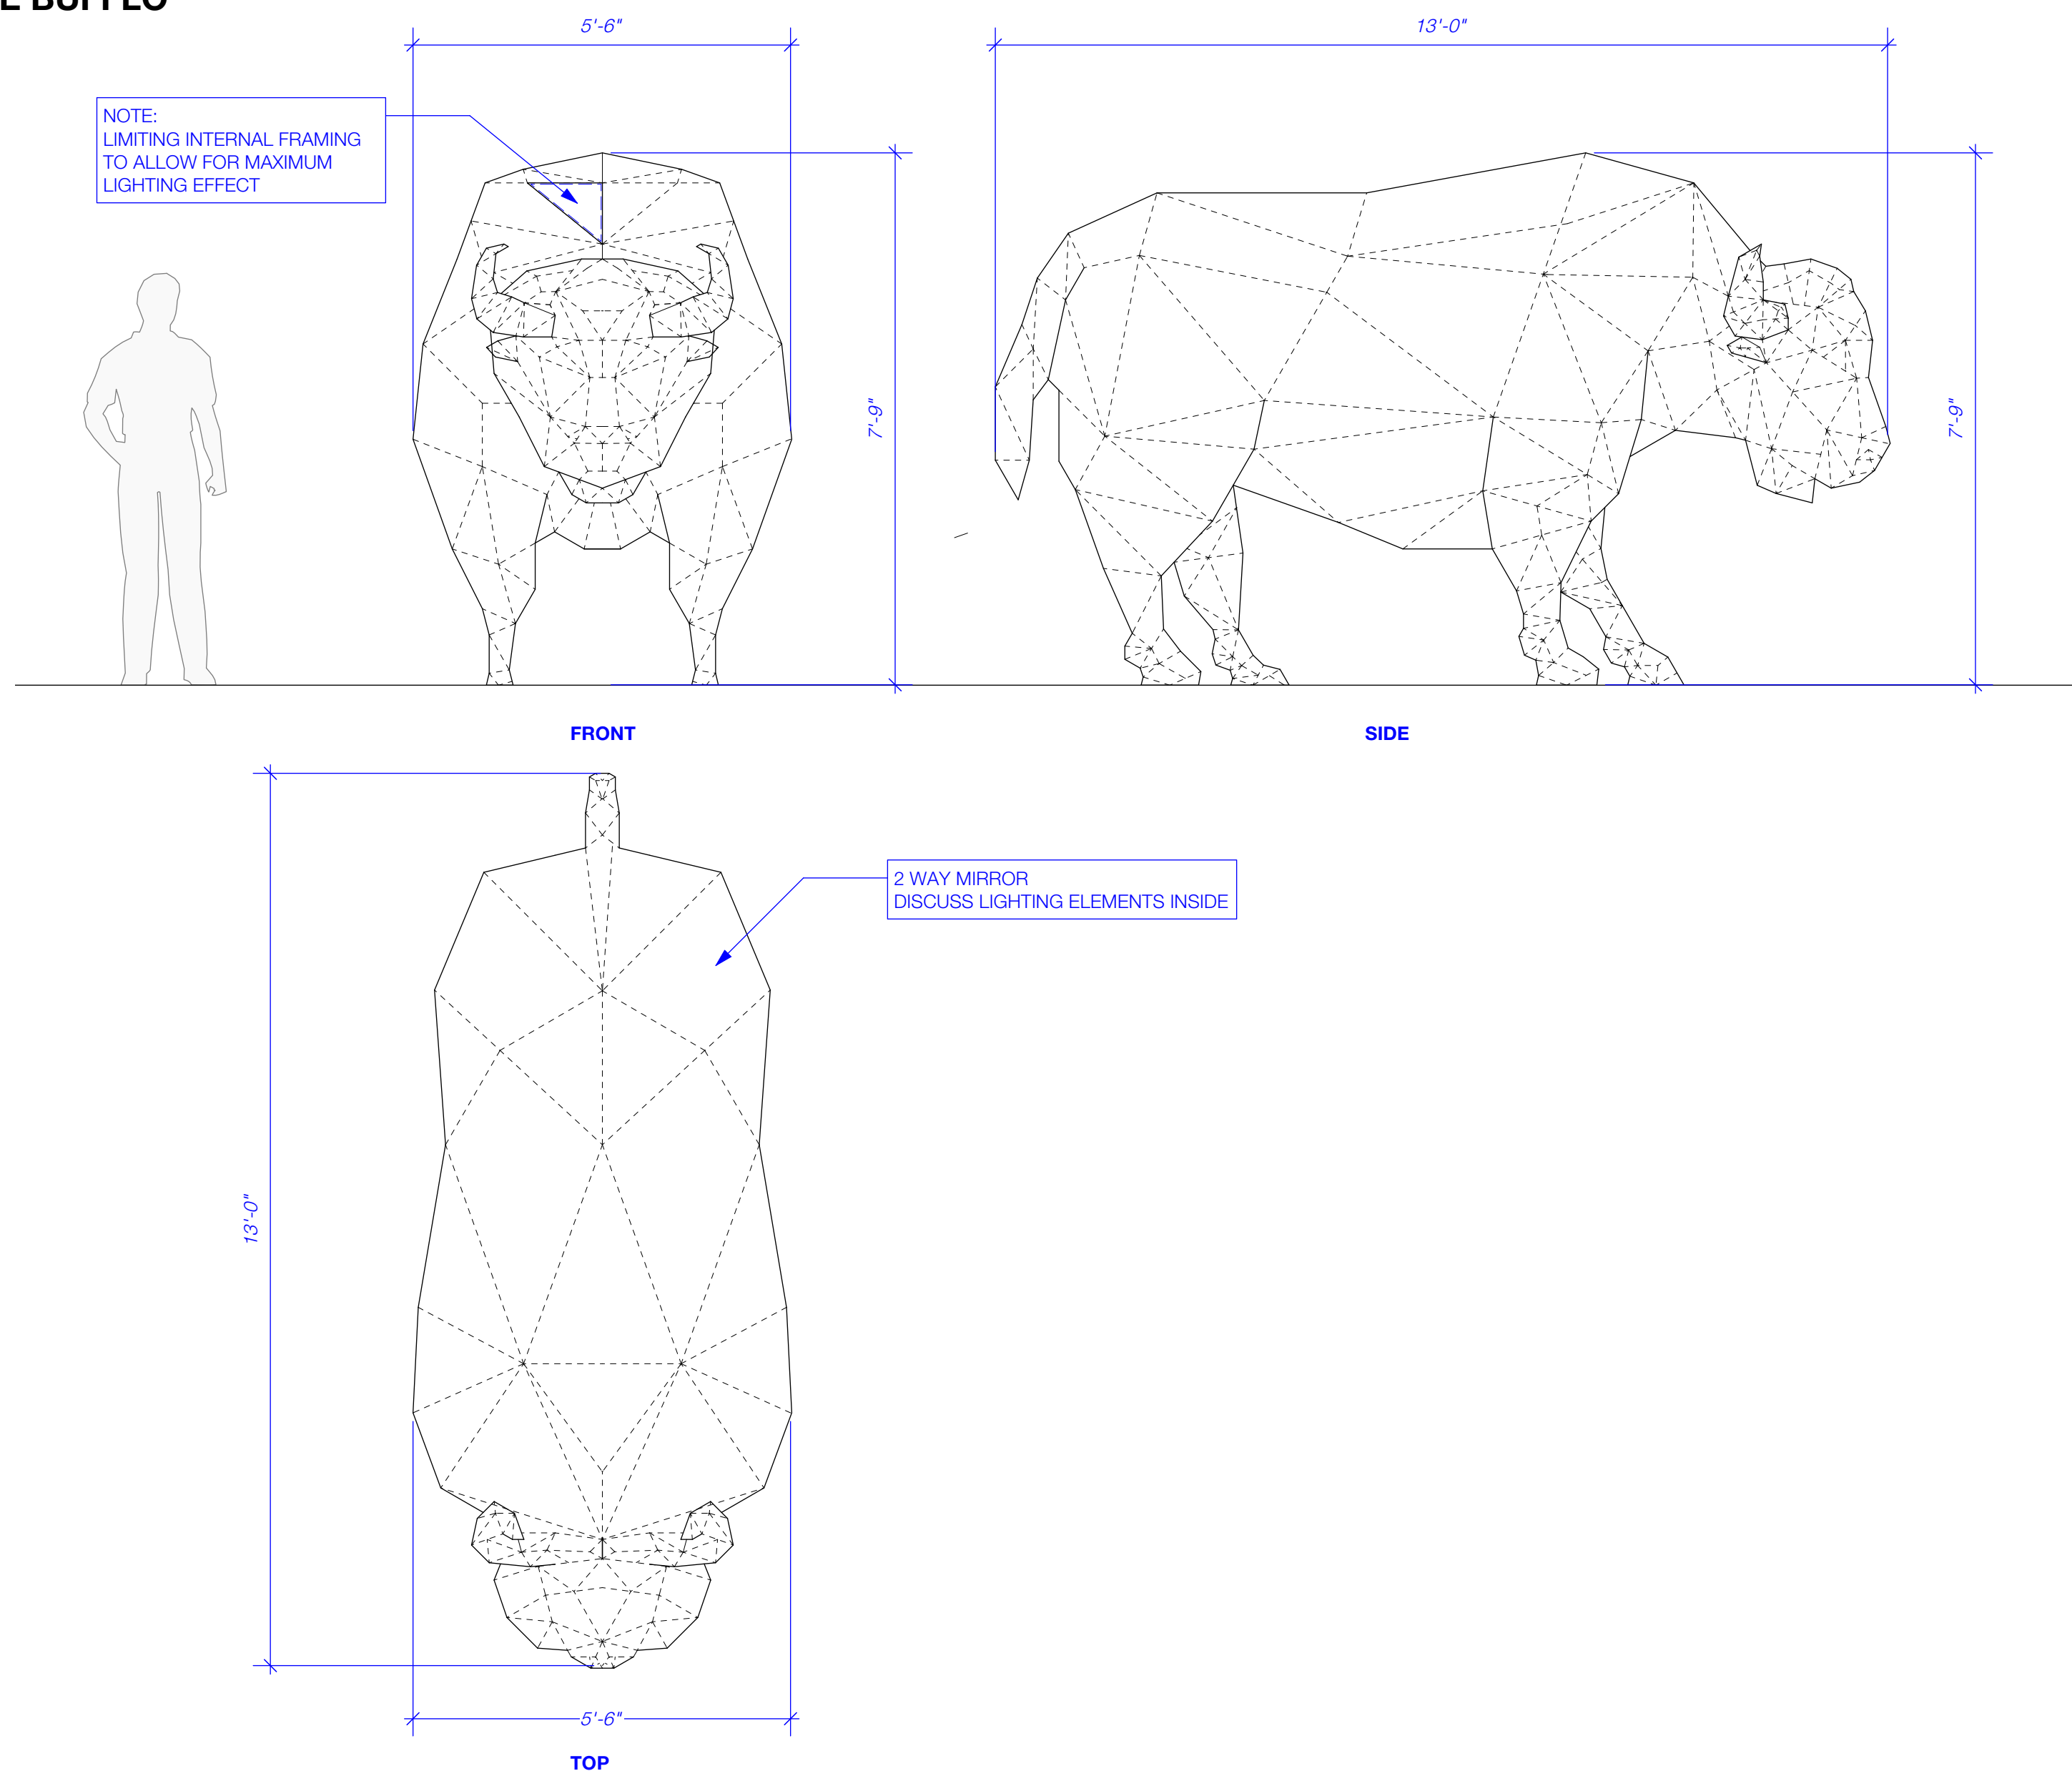 E BUFFLO
5'-6"
13'-0"
NOTE:
LIMITING INTERNAL FRAMING
TO ALLOW FOR MAXIMUM
LIGHTING EFFECT
7'-9"
7'-9"
FRONT
SIDE
2 WAY MIRROR
DISCUSS LIGHTING ELEMENTS INSIDE
13'-0"
5'-6"
TOP